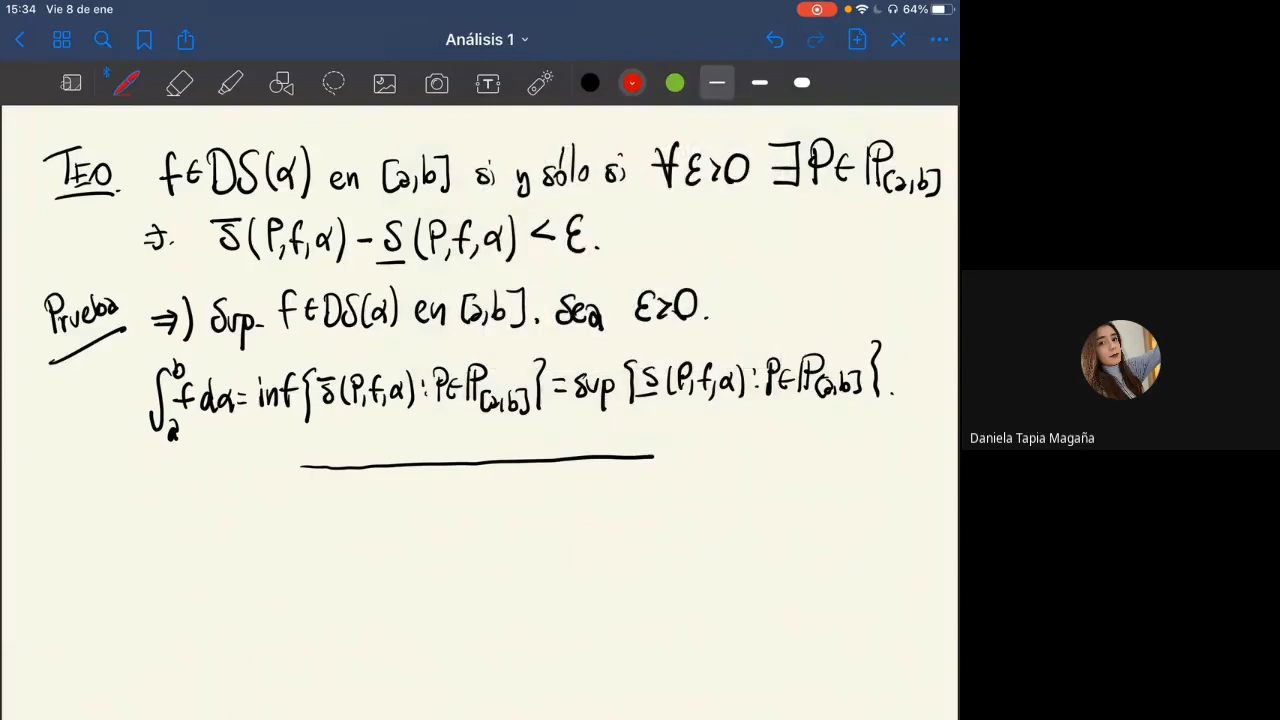 15:34 Vie 8 de ene
64%
Análisis 1
T
TEO. f∈DS(α) en [a,b] si y sólo si ∀ε>0 ∃P∈ℙ[a,b]
∋. S̅(P,f,α) - S̲(P,f,α) < ε.
Prueba ⇒) Sup. f∈DS(α) en [a,b]. Sea ε>0.
∫_a^b f dα = inf{S̅(P,f,α) : P∈ℙ[a,b]} = sup{S̲(P,f,α) : P∈ℙ[a,b]}.
Daniela Tapia Magaña